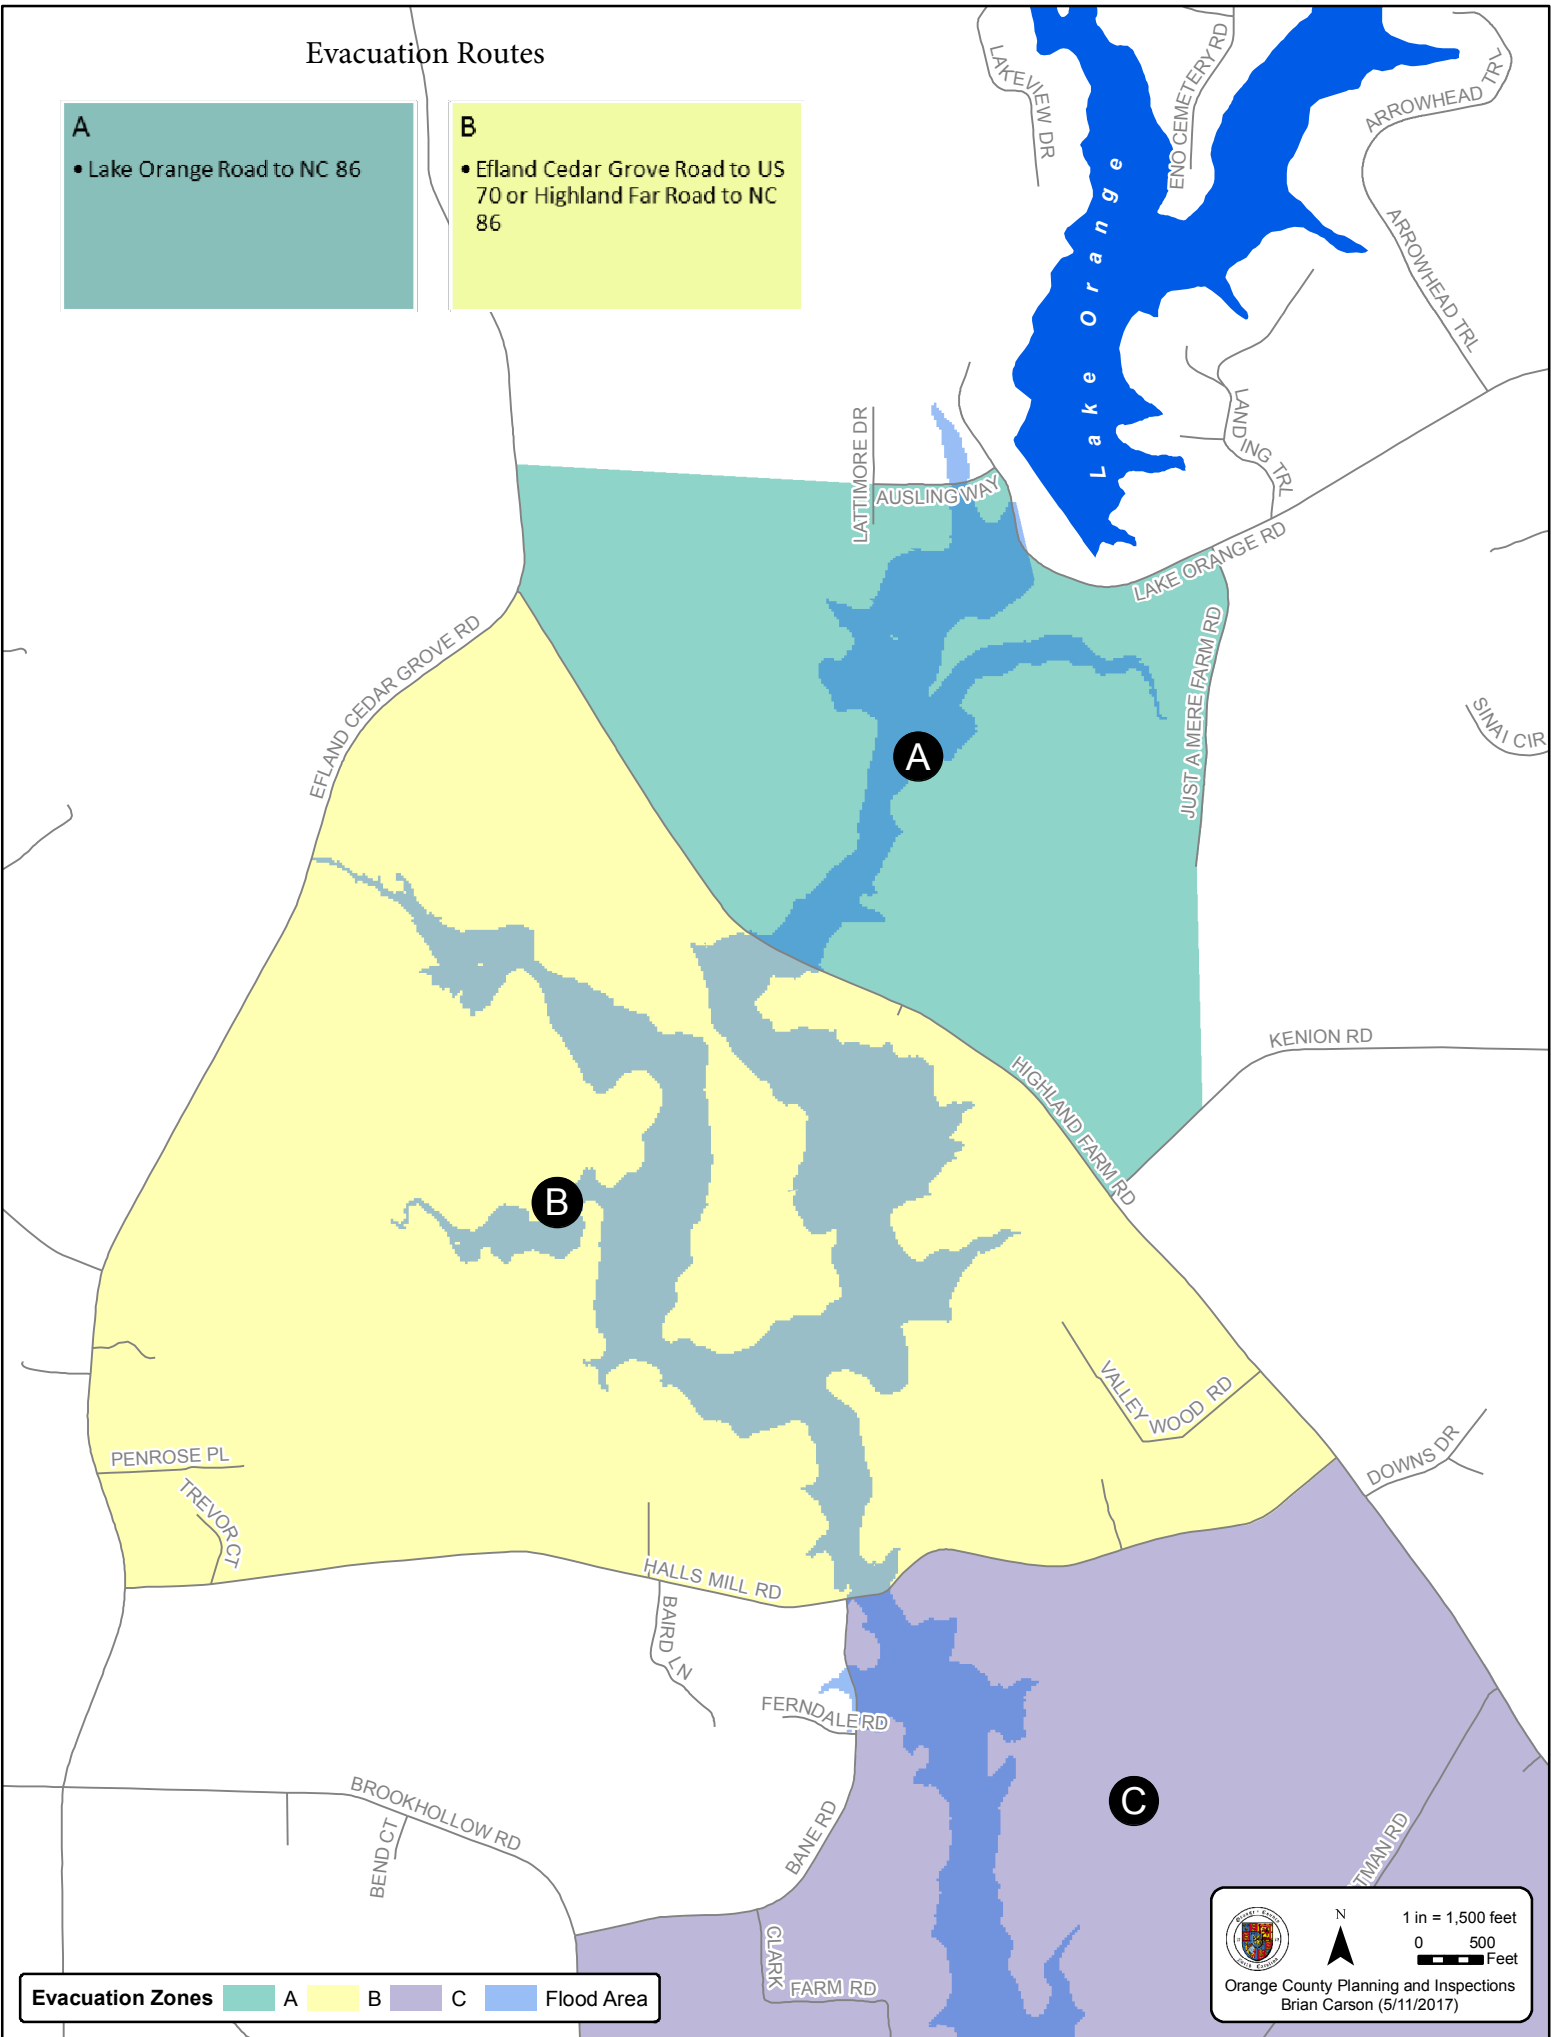 Evacuation Routes
A
• Lake Orange Road to NC 86
B
• Efland Cedar Grove Road to US
70 or Highland Far Road to NC
86
LAKEVIEW DR
ENO CEMETERY RD
ARROWHEAD TRL
ARROWHEAD TRL
Lake Orange
LANDING TRL
LATTIMORE DR
AUSLING WAY
LAKE ORANGE RD
JUST A MERE FARM RD
SINAI CIR
EFLAND CEDAR GROVE RD
A
KENION RD
HIGHLAND FARM RD
B
VALLEY WOOD RD
DOWNS DR
PENROSE PL
TREVOR CT
HALLS MILL RD
BAIRD LN
FERNDALE RD
BROOKHOLLOW RD
BEND CT
BANE RD
C
TMAN RD
CLARK FARM RD
Evacuation Zones A B C Flood Area
N
1 in = 1,500 feet
0 500
Feet
Orange County Planning and Inspections
Brian Carson (5/11/2017)